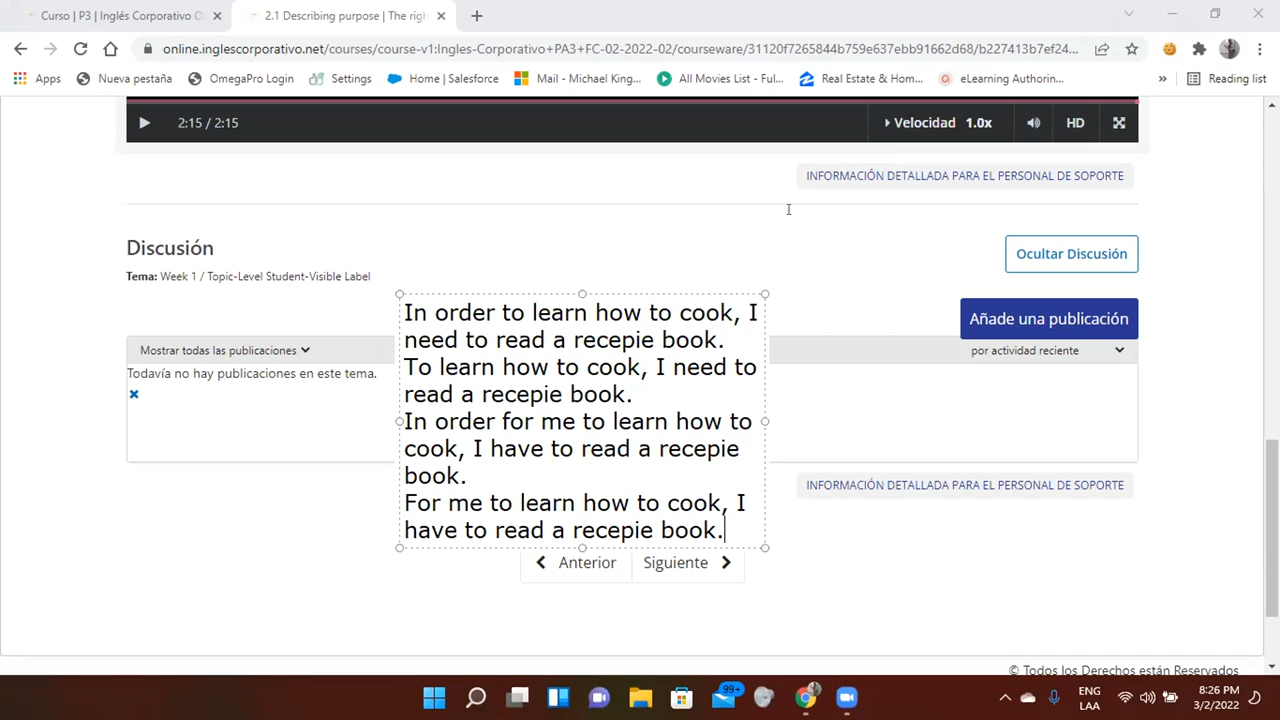 Curso | P3 | Inglés Corporativo O
2.1 Describing purpose | The righ
online.inglescorporativo.net/courses/course-v1:Ingles-Corporativo+PA3+FC-02-2022-02/courseware/31120f7265844b759e637ebb91662d68/b227413b7ef24...
Apps
Nueva pestaña
OmegaPro Login
Settings
Home | Salesforce
Mail - Michael King...
All Movies List - Ful...
Real Estate & Hom...
eLearning Authorin...
»
Reading list
2:15 / 2:15
Velocidad 1.0x
HD
INFORMACIÓN DETALLADA PARA EL PERSONAL DE SOPORTE
Discusión
Ocultar Discusión
Tema: Week 1 / Topic-Level Student-Visible Label
Añade una publicación
Mostrar todas las publicaciones
por actividad reciente
Todavía no hay publicaciones en este tema.
In order to learn how to cook, I
need to read a recepie book.
To learn how to cook, I need to
read a recepie book.
In order for me to learn how to
cook, I have to read a recepie
book.
For me to learn how to cook, I
have to read a recepie book.
INFORMACIÓN DETALLADA PARA EL PERSONAL DE SOPORTE
Anterior
Siguiente
© Todos los Derechos están Reservados
99+
ENG
LAA
8:26 PM
3/2/2022